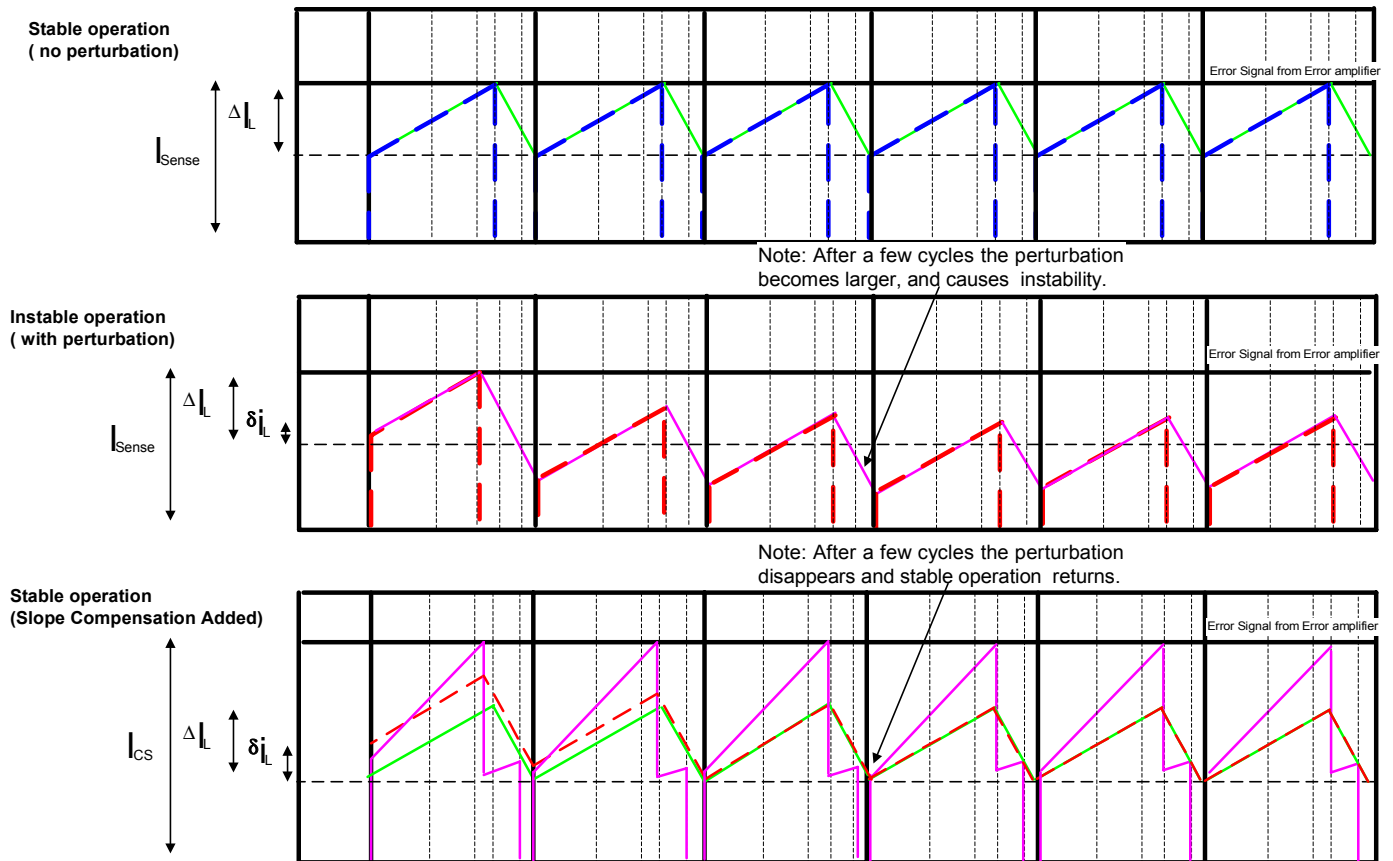 Stable operation
( no perturbation)
Error Signal from Error amplifier
ΔIL
ISense
Note: After a few cycles the perturbation
becomes larger, and causes instability.
Instable operation
( with perturbation)
Error Signal from Error amplifier
ΔIL
δiL
ISense
Note: After a few cycles the perturbation
disappears and stable operation returns.
Stable operation
(Slope Compensation Added)
Error Signal from Error amplifier
ΔIL
δiL
ICS